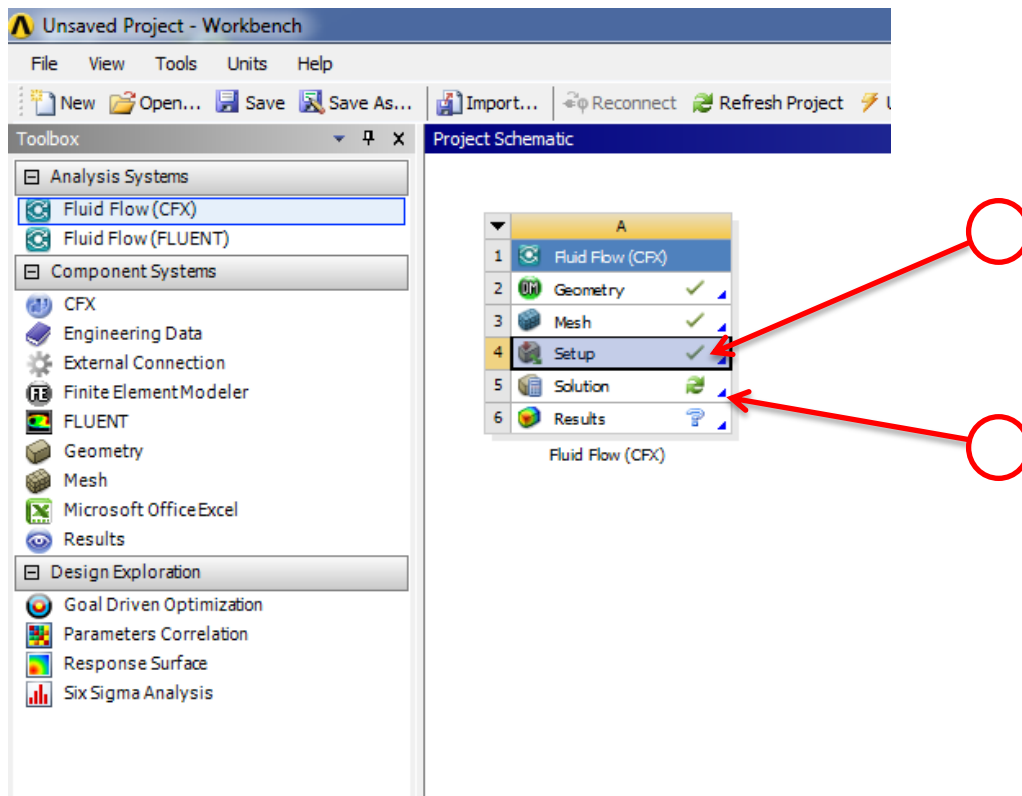 Unsaved Project - Workbench
File View Tools Units Help
New Open... Save Save As... Import... Reconnect Refresh Project
Toolbox
Project Schematic
Analysis Systems
Fluid Flow (CFX)
Fluid Flow (FLUENT)
Component Systems
CFX
Engineering Data
External Connection
Finite Element Modeler
FLUENT
Geometry
Mesh
Microsoft Office Excel
Results
Design Exploration
Goal Driven Optimization
Parameters Correlation
Response Surface
Six Sigma Analysis
A
1 Fluid Flow (CFX)
2 Geometry
3 Mesh
4 Setup
5 Solution
6 Results
Fluid Flow (CFX)